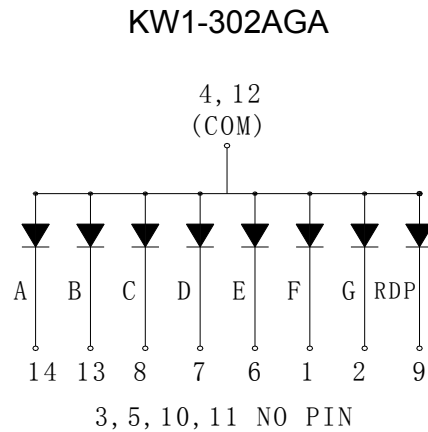 KW1-302AGA
4,12
(COM)
A B C D E F G RDP
14 13 8 7 6 1 2 9
3,5,10,11 NO PIN